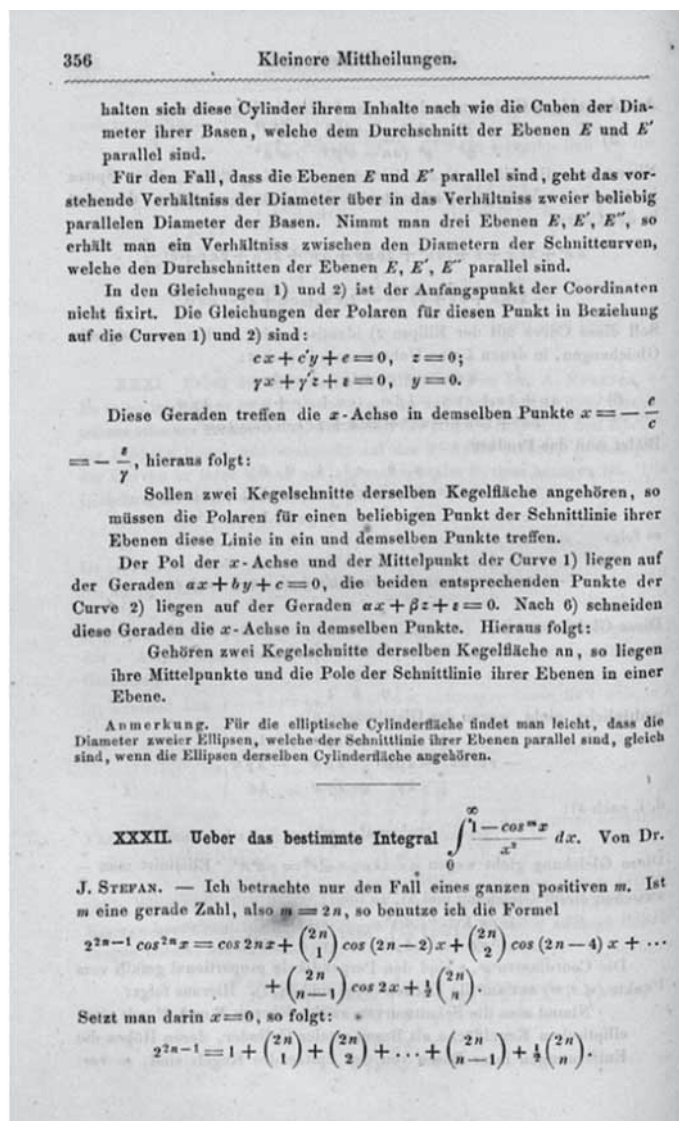 356 Kleinere Mittheilungen.
halten sich diese Cylinder ihrem Inhalte nach wie die Cuben der Dia-
meter ihrer Basen, welche dem Durchschnitt der Ebenen E und E′
parallel sind.
Für den Fall, dass die Ebenen E und E′ parallel sind, geht das vor-
stehende Verhältniss der Diameter über in das Verhältniss zweier beliebig
parallelen Diameter der Basen. Nimmt man drei Ebenen E, E′, E″, so
erhält man ein Verhältniss zwischen den Diametern der Schnittcurven,
welche den Durchschnitten der Ebenen E, E′, E″ parallel sind.
In den Gleichungen 1) und 2) ist der Anfangspunkt der Coordinaten
nicht fixirt. Die Gleichungen der Polaren für diesen Punkt in Beziehung
auf die Curven 1) und 2) sind:
cx + c′y + e = 0, z = 0;
γx + γ′z + ε = 0, y = 0.
Diese Geraden treffen die x-Achse in demselben Punkte x = − e/c
= − ε/γ, hieraus folgt:
Sollen zwei Kegelschnitte derselben Kegelfläche angehören, so
müssen die Polaren für einen beliebigen Punkt der Schnittlinie ihrer
Ebenen diese Linie in ein und demselben Punkte treffen.
Der Pol der x-Achse und der Mittelpunkt der Curve 1) liegen auf
der Geraden ax + by + c = 0, die beiden entsprechenden Punkte der
Curve 2) liegen auf der Geraden αx + βz + ε = 0. Nach 6) schneiden
diese Geraden die x-Achse in demselben Punkte. Hieraus folgt:
Gehören zwei Kegelschnitte derselben Kegelfläche an, so liegen
ihre Mittelpunkte und die Pole der Schnittlinie ihrer Ebenen in einer
Ebene.
Anmerkung. Für die elliptische Cylinderfläche findet man leicht, dass die
Diameter zweier Ellipsen, welche der Schnittlinie ihrer Ebenen parallel sind, gleich
sind, wenn die Ellipsen derselben Cylinderfläche angehören.
XXXII. Ueber das bestimmte Integral ∫₀^∞ (1 − cos^m x)/x² dx. Von Dr.
J. Stefan. — Ich betrachte nur den Fall eines ganzen positiven m. Ist
m eine gerade Zahl, also m = 2n, so benutze ich die Formel
2^(2n−1) cos^(2n) x = cos 2nx + (2n 1) cos (2n − 2) x + (2n 2) cos (2n − 4) x + ···
+ (2n n−1) cos 2x + ½ (2n n).
Setzt man darin x = 0, so folgt:
2^(2n−1) = 1 + (2n 1) + (2n 2) + ... + (2n n−1) + ½ (2n n).